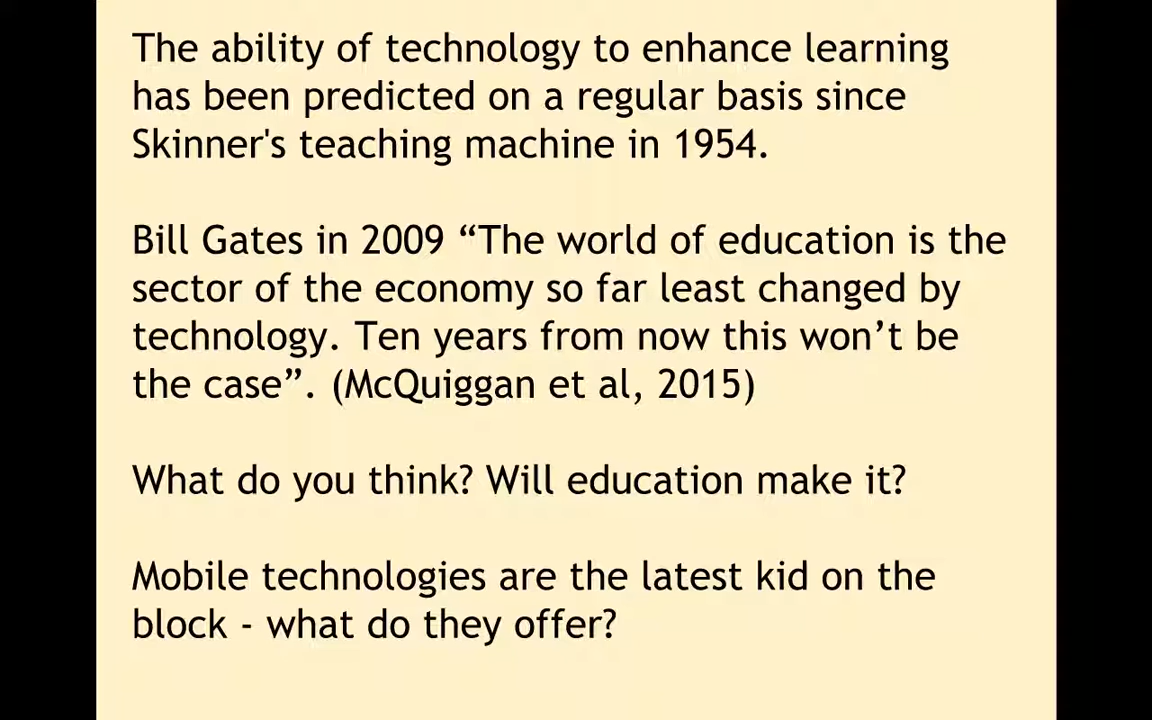 The ability of technology to enhance learning
has been predicted on a regular basis since
Skinner's teaching machine in 1954.
Bill Gates in 2009 “The world of education is the
sector of the economy so far least changed by
technology. Ten years from now this won’t be
the case”. (McQuiggan et al, 2015)
What do you think? Will education make it?
Mobile technologies are the latest kid on the
block - what do they offer?